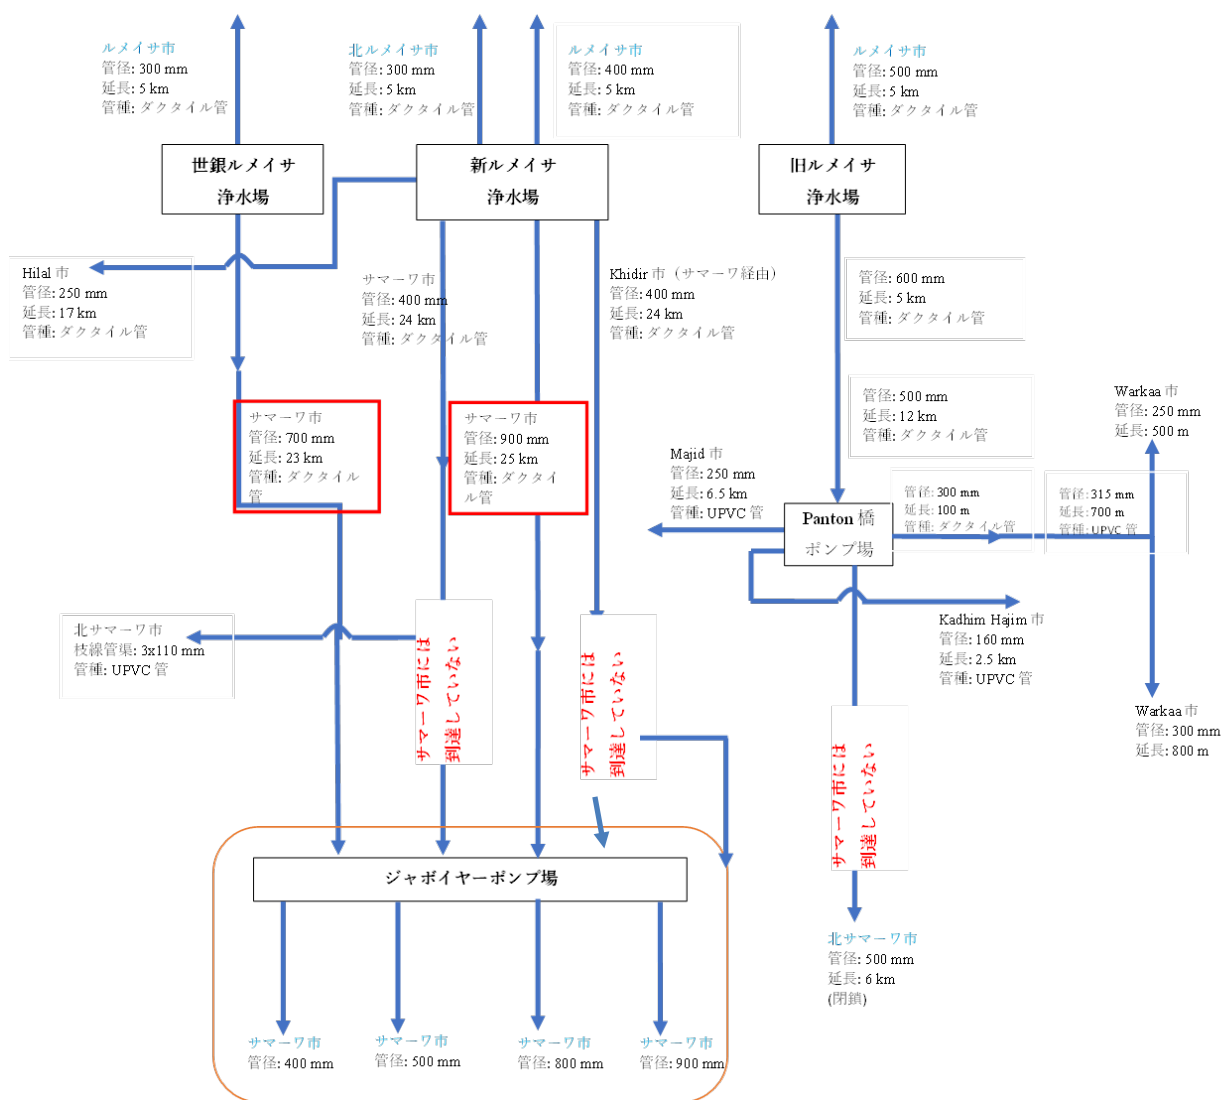 ルメイサ市
管径: 300 mm
延長: 5 km
管種: ダクタイル管
北ルメイサ市
管径: 300 mm
延長: 5 km
管種: ダクタイル管
ルメイサ市
管径: 400 mm
延長: 5 km
管種: ダクタイル管
ルメイサ市
管径: 500 mm
延長: 5 km
管種: ダクタイル管
世銀ルメイサ
浄水場
新ルメイサ
浄水場
旧ルメイサ
浄水場
Hilal 市
管径: 250 mm
延長: 17 km
管種: ダクタイル管
サマーワ市
管径: 400 mm
延長: 24 km
管種: ダクタイル管
Khidir 市（サマーワ経由）
管径: 400 mm
延長: 24 km
管種: ダクタイル管
管径: 600 mm
延長: 5 km
管種: ダクタイル管
サマーワ市
管径: 700 mm
延長: 23 km
管種: ダクタイル
管
サマーワ市
管径: 900 mm
延長: 25 km
管種: ダクタイ
ル管
管径: 500 mm
延長: 12 km
管種: ダクタイル管
Warkaa 市
管径: 250 mm
延長: 500 m
Majid 市
管径: 250 mm
延長: 6.5 km
管種: UPVC 管
Panton 橋
ポンプ場
管径: 300 mm
延長: 100 m
管種: ダクタイル管
管径: 315 mm
延長: 700 m
管種: UPVC 管
北サマーワ市
枝線管渠: 3x110 mm
管種: UPVC 管
サマーワ市には
到達していない
サマーワ市には
到達していない
Kadhim Hajim 市
管径: 160 mm
延長: 2.5 km
管種: UPVC 管
Warkaa 市
管径: 300 mm
延長: 800 m
サマーワ市には
到達していない
ジャボイヤーポンプ場
北サマーワ市
管径: 500 mm
延長: 6 km
(閉鎖)
サマーワ市
管径: 400 mm
サマーワ市
管径: 500 mm
サマーワ市
管径: 800 mm
サマーワ市
管径: 900 mm